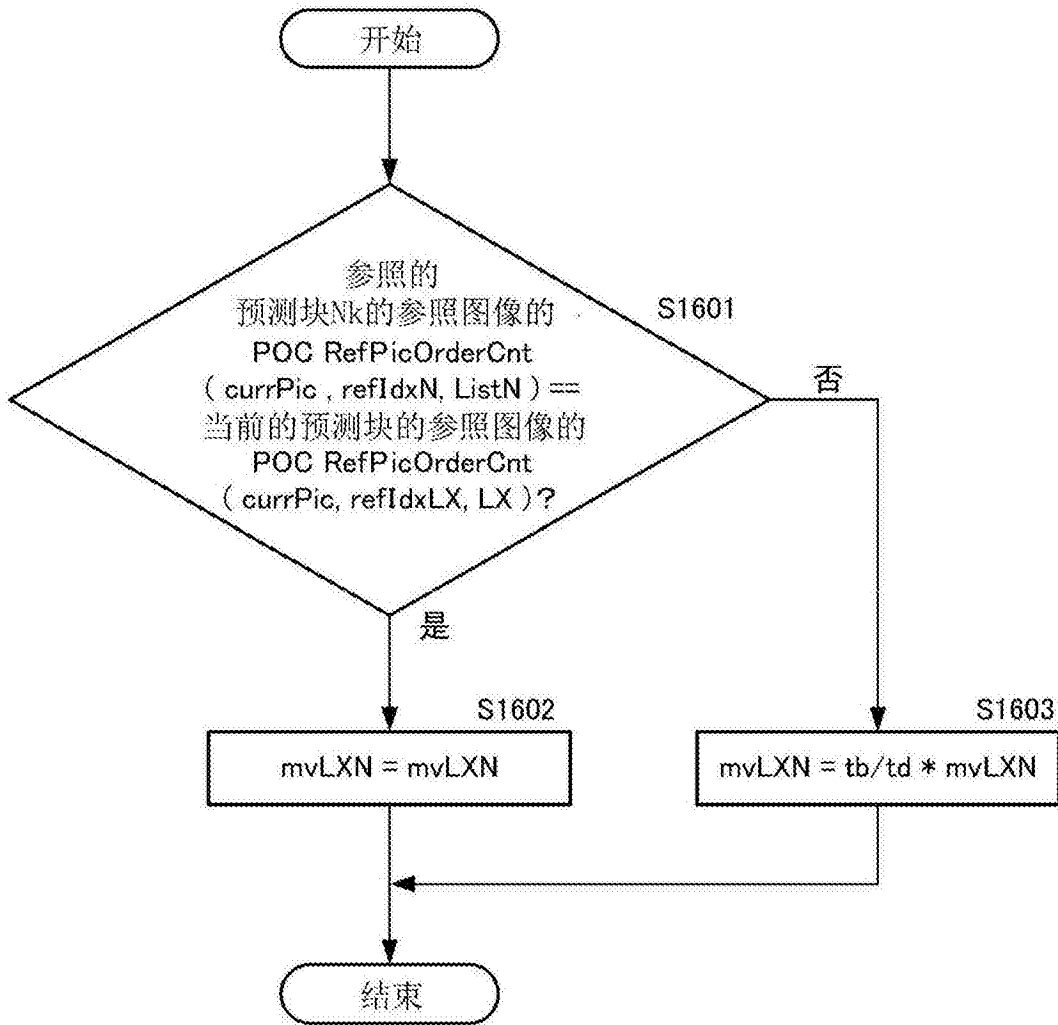 开始
参照的
预测块Nk的参照图像的
POC RefPicOrderCnt
( currPic , refIdxN, ListN ) ==
当前的预测块的参照图像的
POC RefPicOrderCnt
( currPic, refIdxLX, LX )?
S1601
否
是
S1602
mvLXN = mvLXN
S1603
mvLXN = tb/td * mvLXN
结束